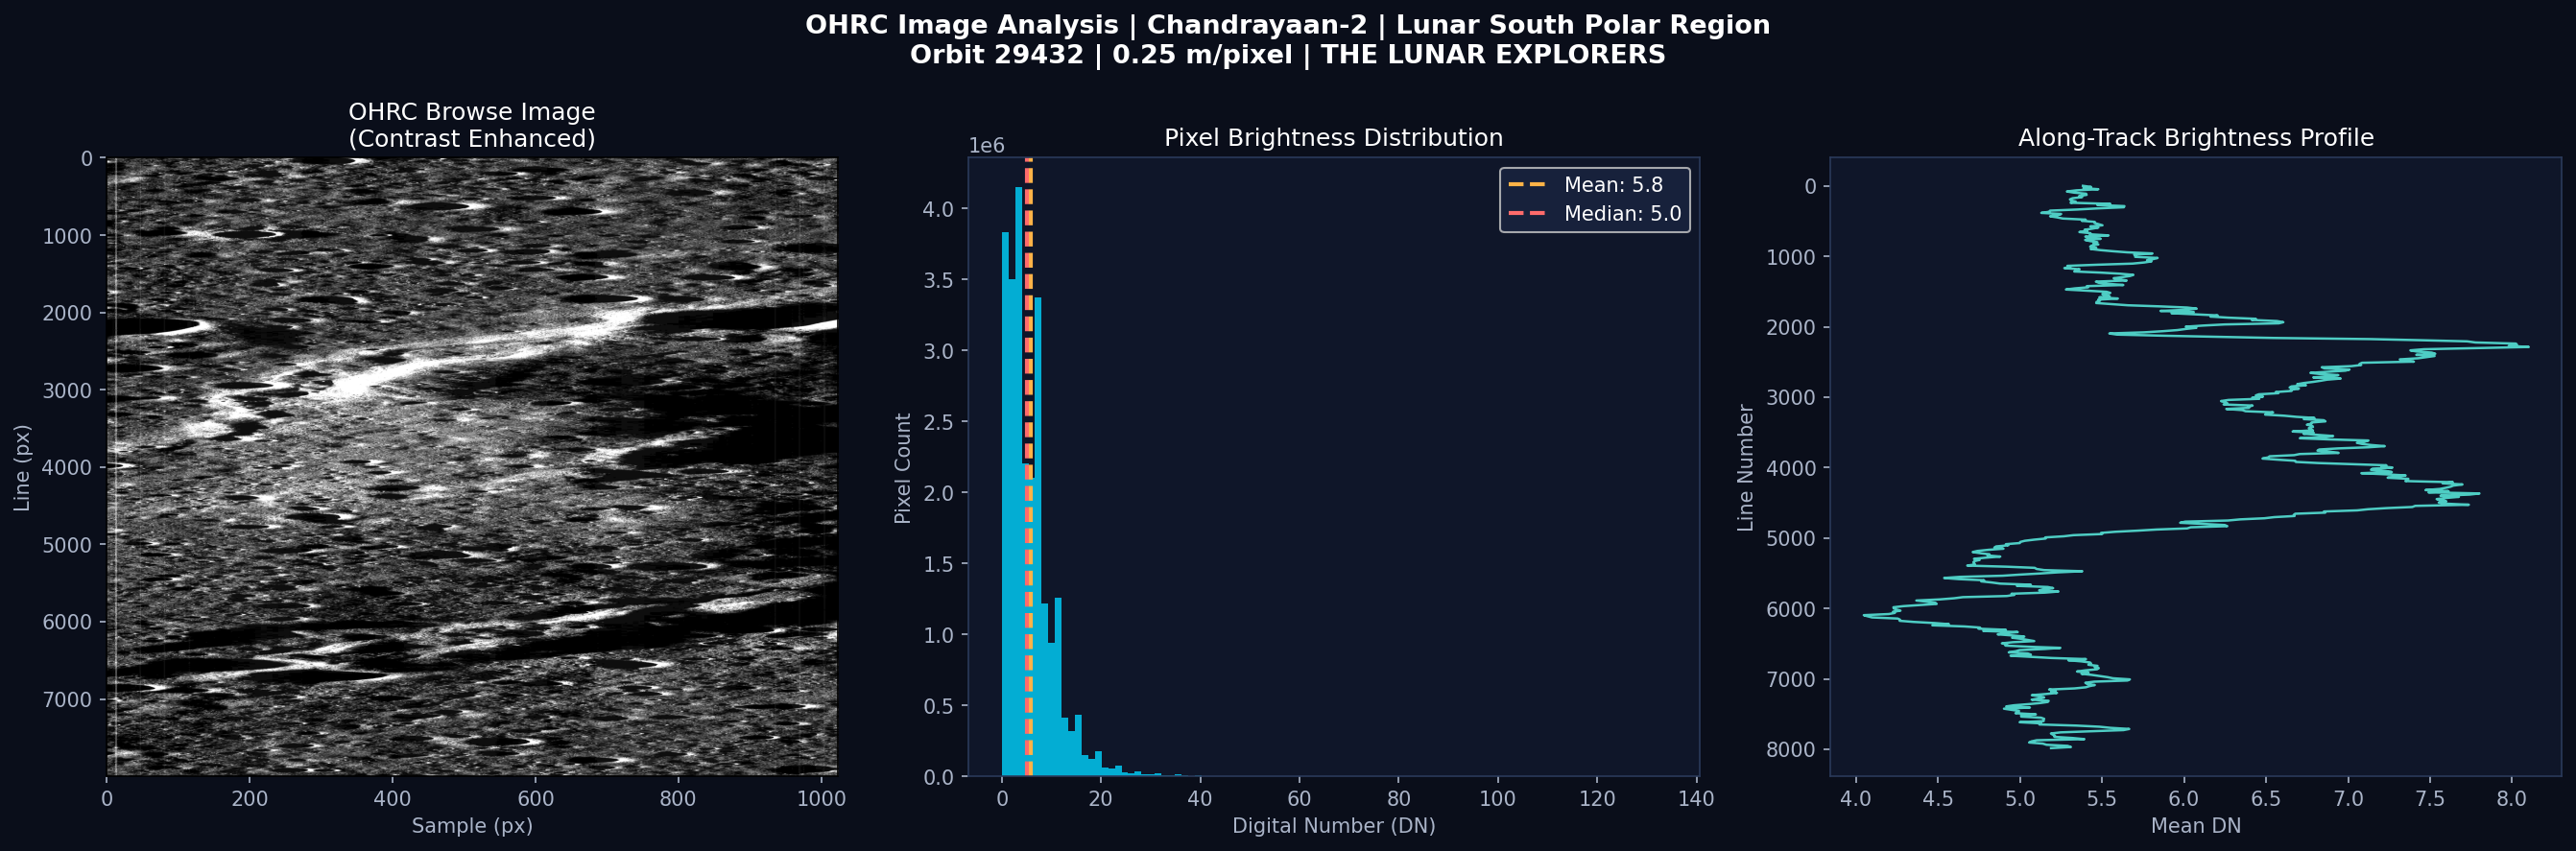 OHRC Image Analysis | Chandrayaan-2 | Lunar South Polar Region
Orbit 29432 | 0.25 m/pixel | THE LUNAR EXPLORERS
OHRC Browse Image
(Contrast Enhanced)
0
1000
2000
3000
4000
5000
6000
7000
Line (px)
0 200 400 600 800 1000
Sample (px)
Pixel Brightness Distribution
1e6
4.0
3.5
3.0
2.5
2.0
1.5
1.0
0.5
0.0
Pixel Count
Mean: 5.8
Median: 5.0
0 20 40 60 80 100 120 140
Digital Number (DN)
Along-Track Brightness Profile
0
1000
2000
3000
4000
5000
6000
7000
8000
Line Number
4.0 4.5 5.0 5.5 6.0 6.5 7.0 7.5 8.0
Mean DN